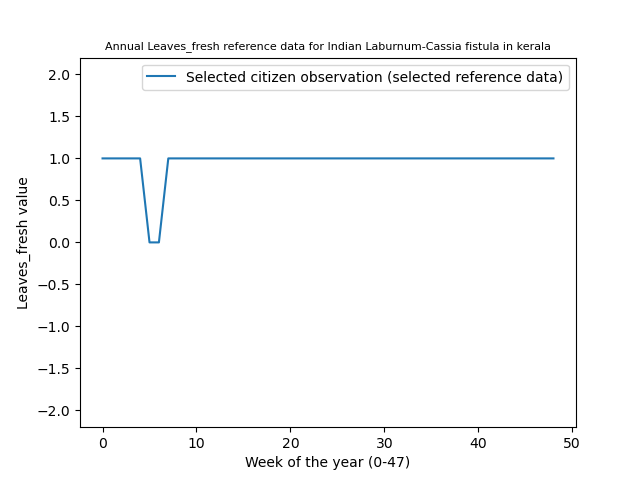 Annual Leaves_fresh reference data for Indian Laburnum-Cassia fistula in kerala
Selected citizen observation (selected reference data)
2.0
1.5
1.0
0.5
0.0
−0.5
−1.0
−1.5
−2.0
Leaves_fresh value
0 10 20 30 40 50
Week of the year (0-47)